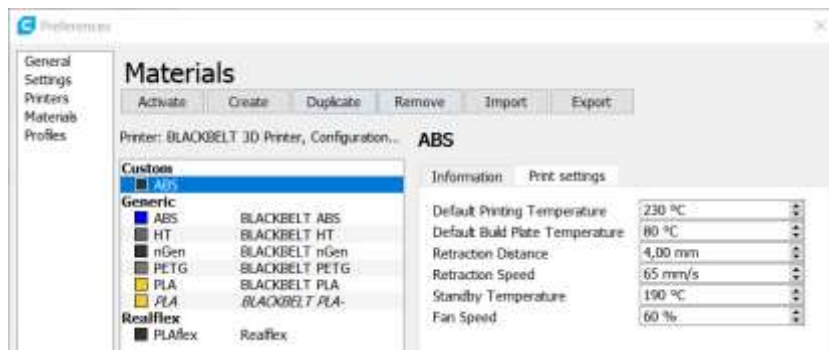 Preferences
General
Settings
Printers
Materials
Profiles
Materials
Activate Create Duplicate Remove Import Export
Printer: BLACKBELT 3D Printer, Configuration...
Custom
ABS
Generic
ABS BLACKBELT ABS
HT BLACKBELT HT
nGen BLACKBELT nGen
PETG BLACKBELT PETG
PLA BLACKBELT PLA
PLA BLACKBELT PLA-
Realflex
PLAflex Realflex
ABS
Information Print settings
Default Printing Temperature 230 °C
Default Build Plate Temperature 80 °C
Retraction Distance 4,00 mm
Retraction Speed 65 mm/s
Standby Temperature 190 °C
Fan Speed 60 %